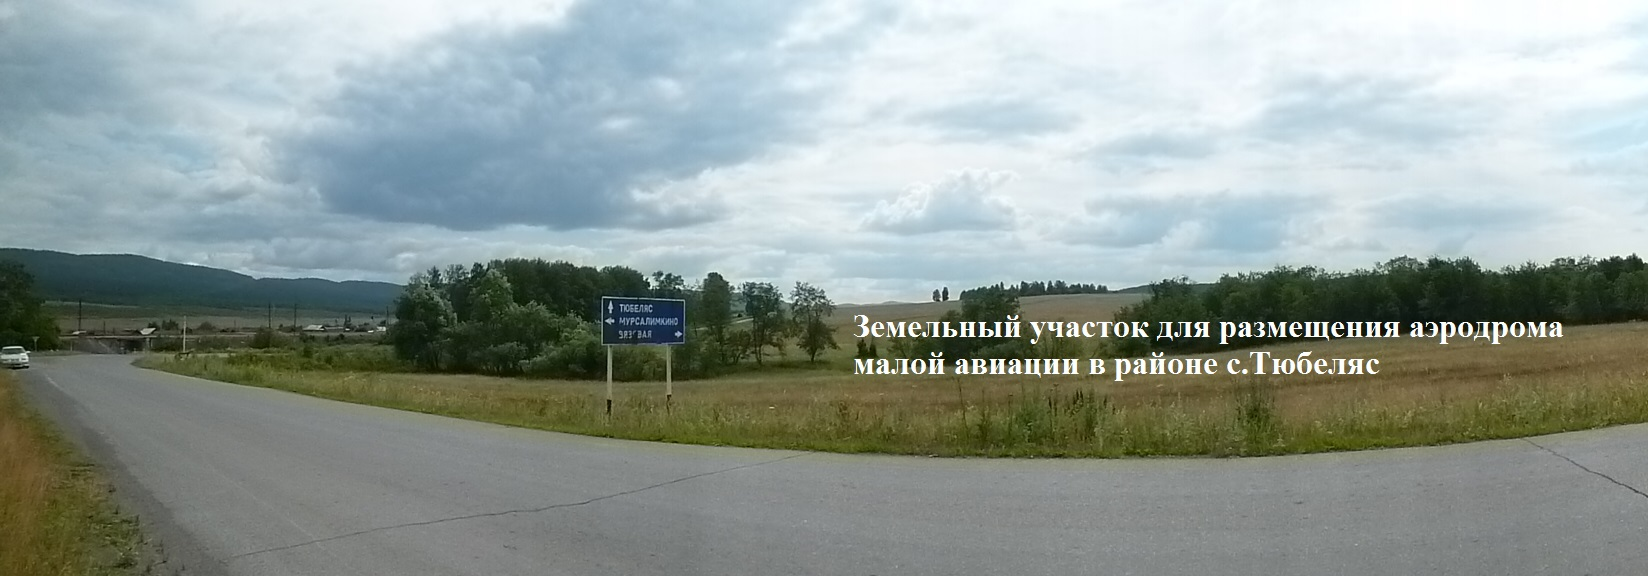 ТЮБЕЛЯС
МУРСАЛИМКИНО
Земельный участок для размещения аэродрома
малой авиации в районе с.Тюбеляс